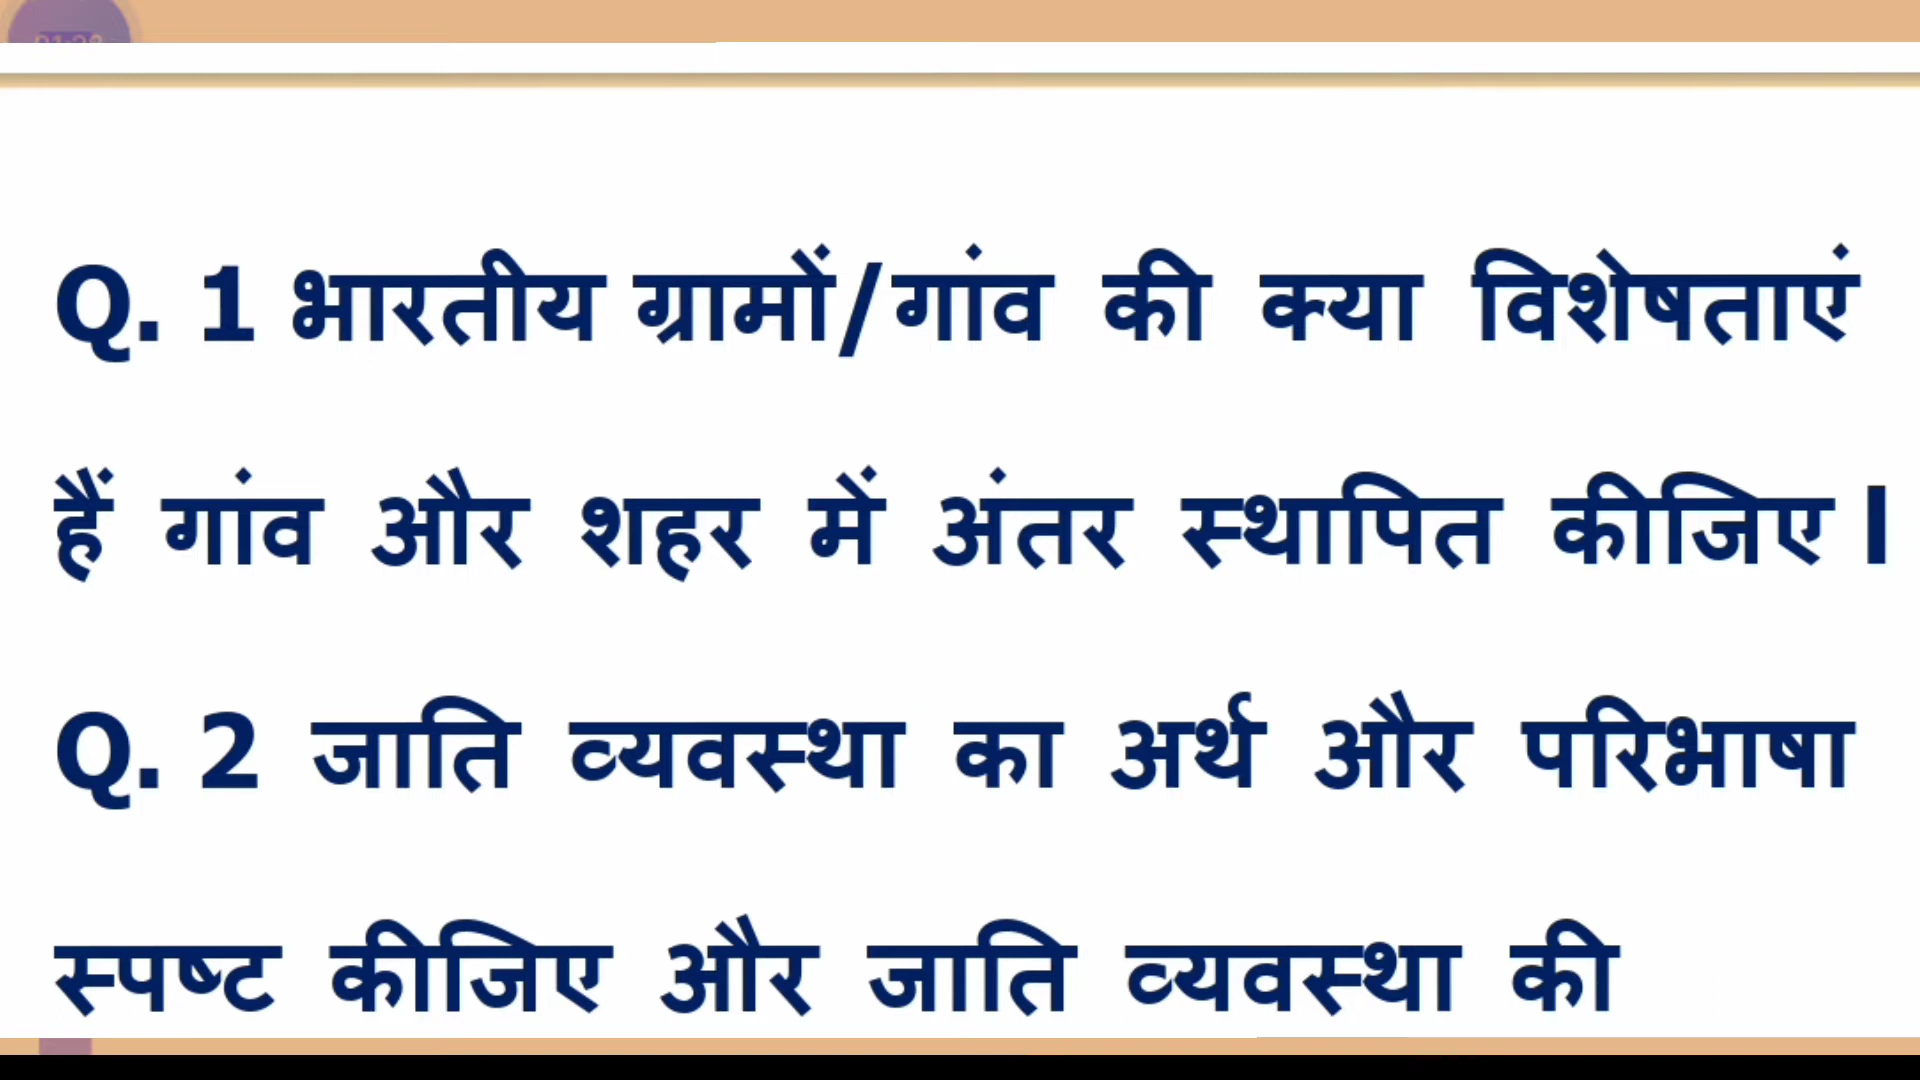 Q. 1 भारतीय ग्रामों/गांव की क्या विशेषताएं
हैं गांव और शहर में अंतर स्थापित कीजिए l
Q. 2 जाति व्यवस्था का अर्थ और परिभाषा
स्पष्ट कीजिए और जाति व्यवस्था की